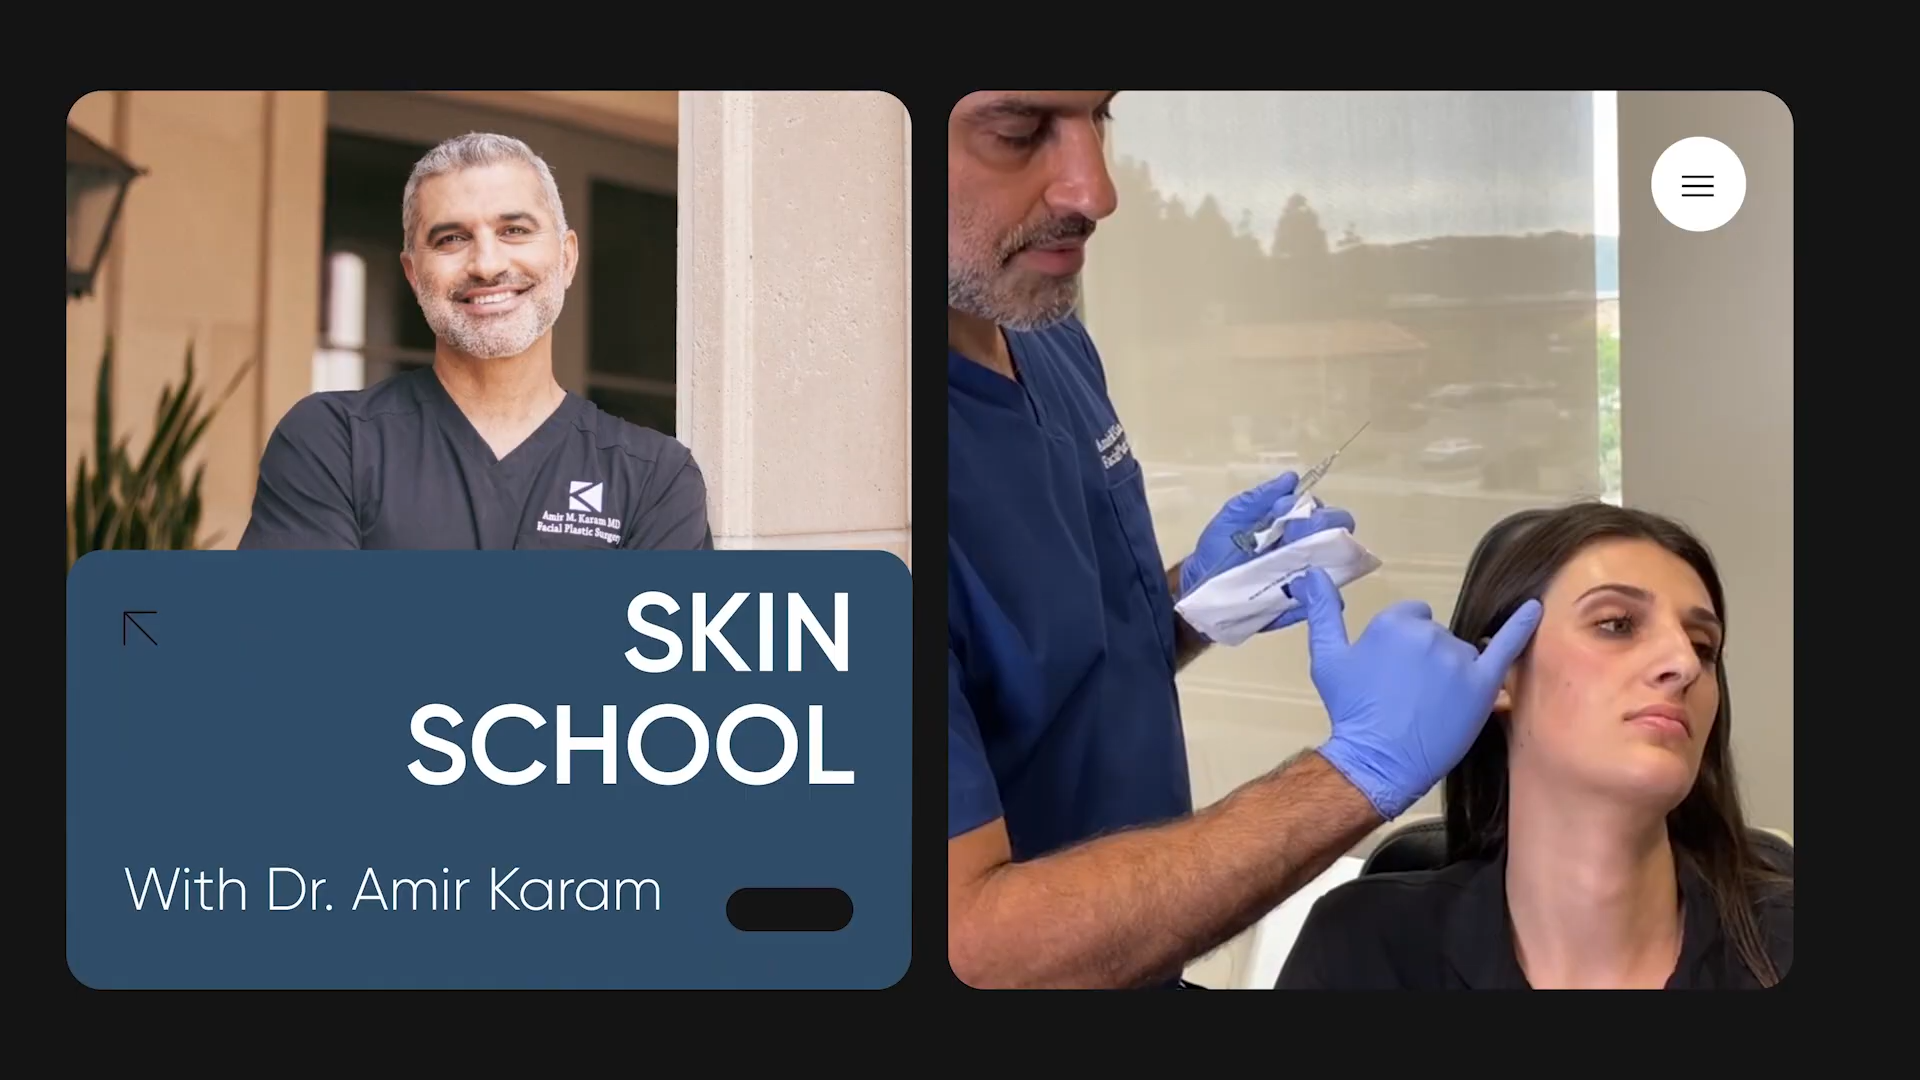 Amir M. Karam MD
Facial Plastic Surgery
SKIN
SCHOOL
With Dr. Amir Karam